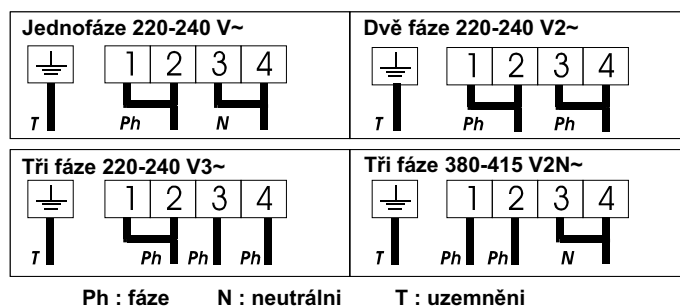 Jednofáze 220-240 V~
1 2 3 4
T Ph N
Dvě fáze 220-240 V2~
1 2 3 4
T Ph Ph
Tři fáze 220-240 V3~
1 2 3 4
T Ph Ph Ph
Tři fáze 380-415 V2N~
1 2 3 4
T Ph Ph N
Ph : fáze N : neutrálni T : uzemněni